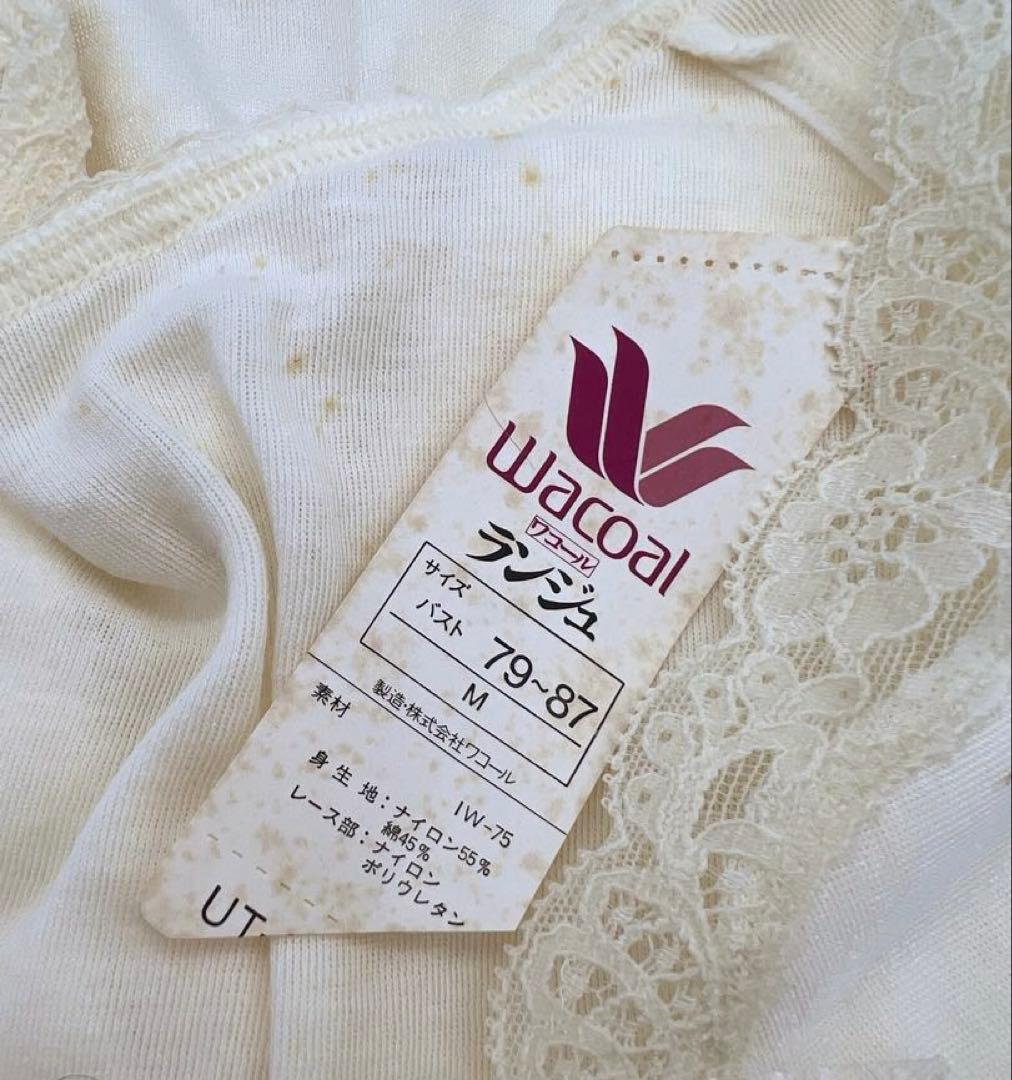 wacoal
ワコール
ランジュ
サイズ
バスト 79~87
M
製造・株式会社ワコール
素材
IW-75
身生地:ナイロン55%
綿45%
レース部:ナイロン
ポリウレタン
UT